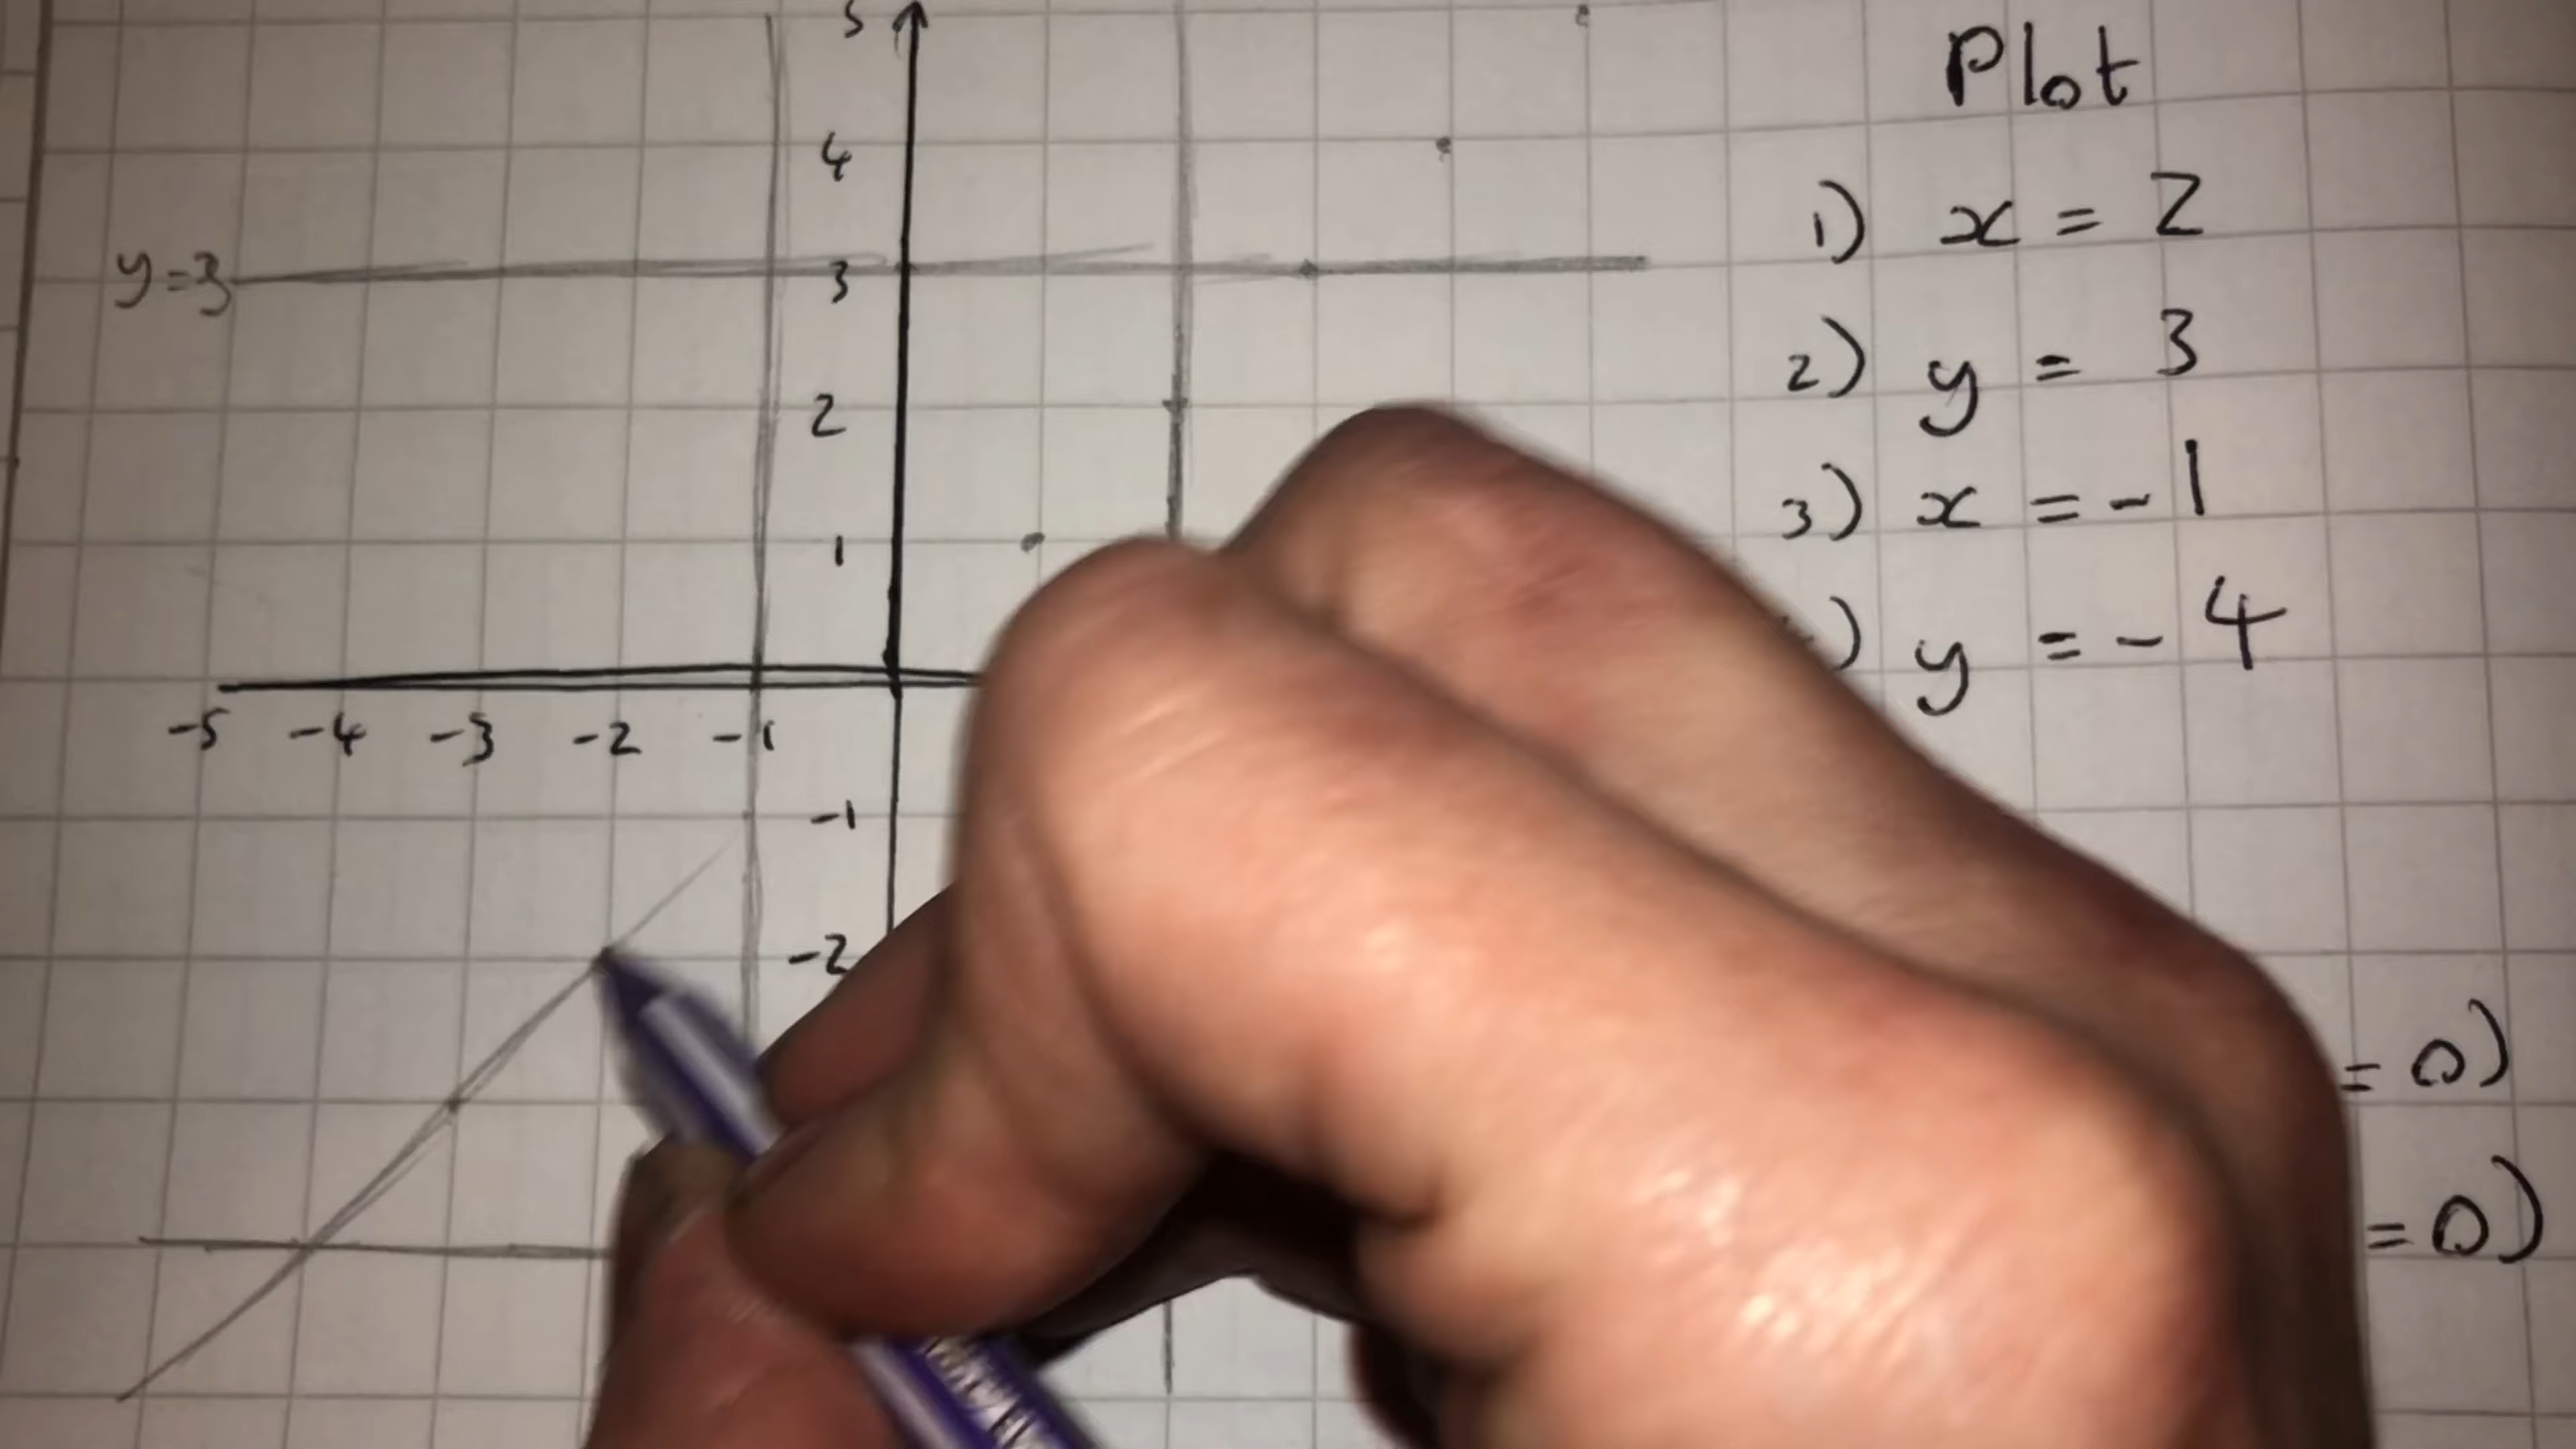 Plot
1) x = 2
2) y = 3
3) x = -1
) y = -4
= 0)
= 0)
y=3
5
4
3
2
1
-5 -4 -3 -2 -1
-1
-2